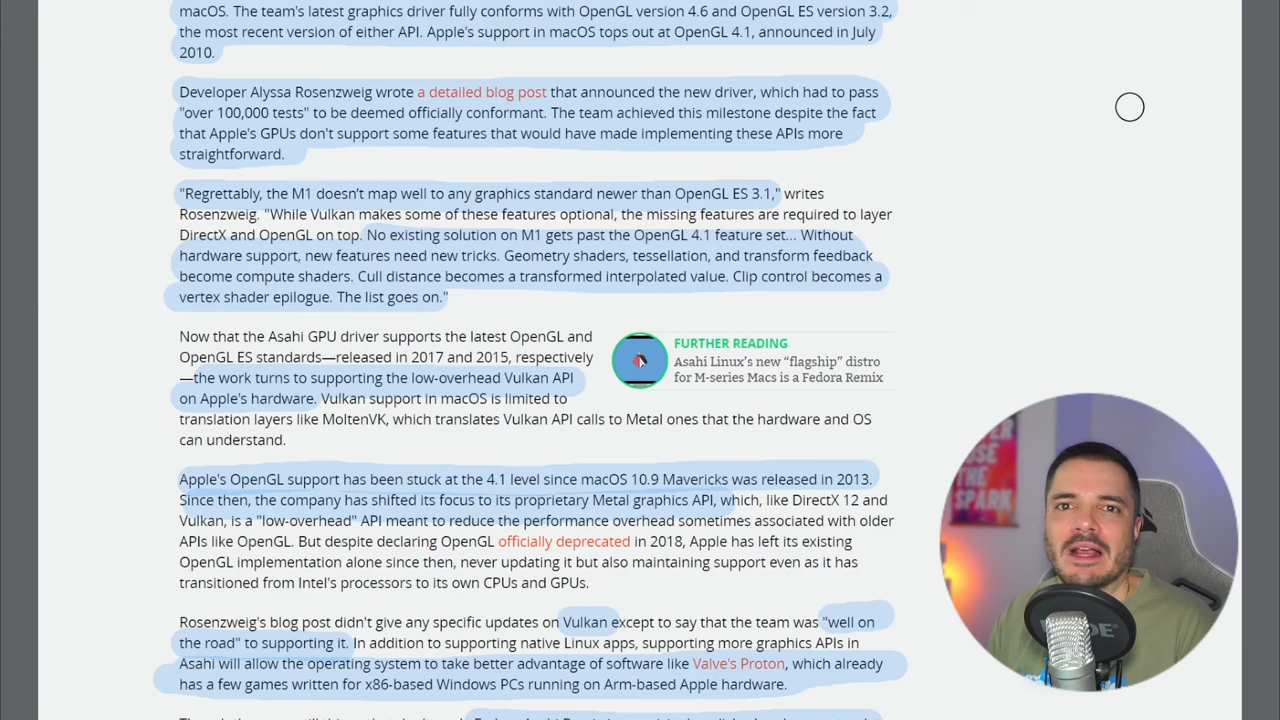 macOS. The team's latest graphics driver fully conforms with OpenGL version 4.6 and OpenGL ES version 3.2,
the most recent version of either API. Apple's support in macOS tops out at OpenGL 4.1, announced in July
2010.
Developer Alyssa Rosenzweig wrote a detailed blog post that announced the new driver, which had to pass
"over 100,000 tests" to be deemed officially conformant. The team achieved this milestone despite the fact
that Apple's GPUs don't support some features that would have made implementing these APIs more
straightforward.
"Regrettably, the M1 doesn’t map well to any graphics standard newer than OpenGL ES 3.1," writes
Rosenzweig. "While Vulkan makes some of these features optional, the missing features are required to layer
DirectX and OpenGL on top. No existing solution on M1 gets past the OpenGL 4.1 feature set... Without
hardware support, new features need new tricks. Geometry shaders, tessellation, and transform feedback
become compute shaders. Cull distance becomes a transformed interpolated value. Clip control becomes a
vertex shader epilogue. The list goes on."
Now that the Asahi GPU driver supports the latest OpenGL and
OpenGL ES standards—released in 2017 and 2015, respectively
—the work turns to supporting the low-overhead Vulkan API
on Apple's hardware. Vulkan support in macOS is limited to
translation layers like MoltenVK, which translates Vulkan API calls to Metal ones that the hardware and OS
can understand.
FURTHER READING
Asahi Linux’s new “flagship” distro
for M-series Macs is a Fedora Remix
Apple's OpenGL support has been stuck at the 4.1 level since macOS 10.9 Mavericks was released in 2013.
Since then, the company has shifted its focus to its proprietary Metal graphics API, which, like DirectX 12 and
Vulkan, is a "low-overhead" API meant to reduce the performance overhead sometimes associated with older
APIs like OpenGL. But despite declaring OpenGL officially deprecated in 2018, Apple has left its existing
OpenGL implementation alone since then, never updating it but also maintaining support even as it has
transitioned from Intel's processors to its own CPUs and GPUs.
Rosenzweig's blog post didn't give any specific updates on Vulkan except to say that the team was "well on
the road" to supporting it. In addition to supporting native Linux apps, supporting more graphics APIs in
Asahi will allow the operating system to take better advantage of software like Valve's Proton, which already
has a few games written for x86-based Windows PCs running on Arm-based Apple hardware.
THE SPARK